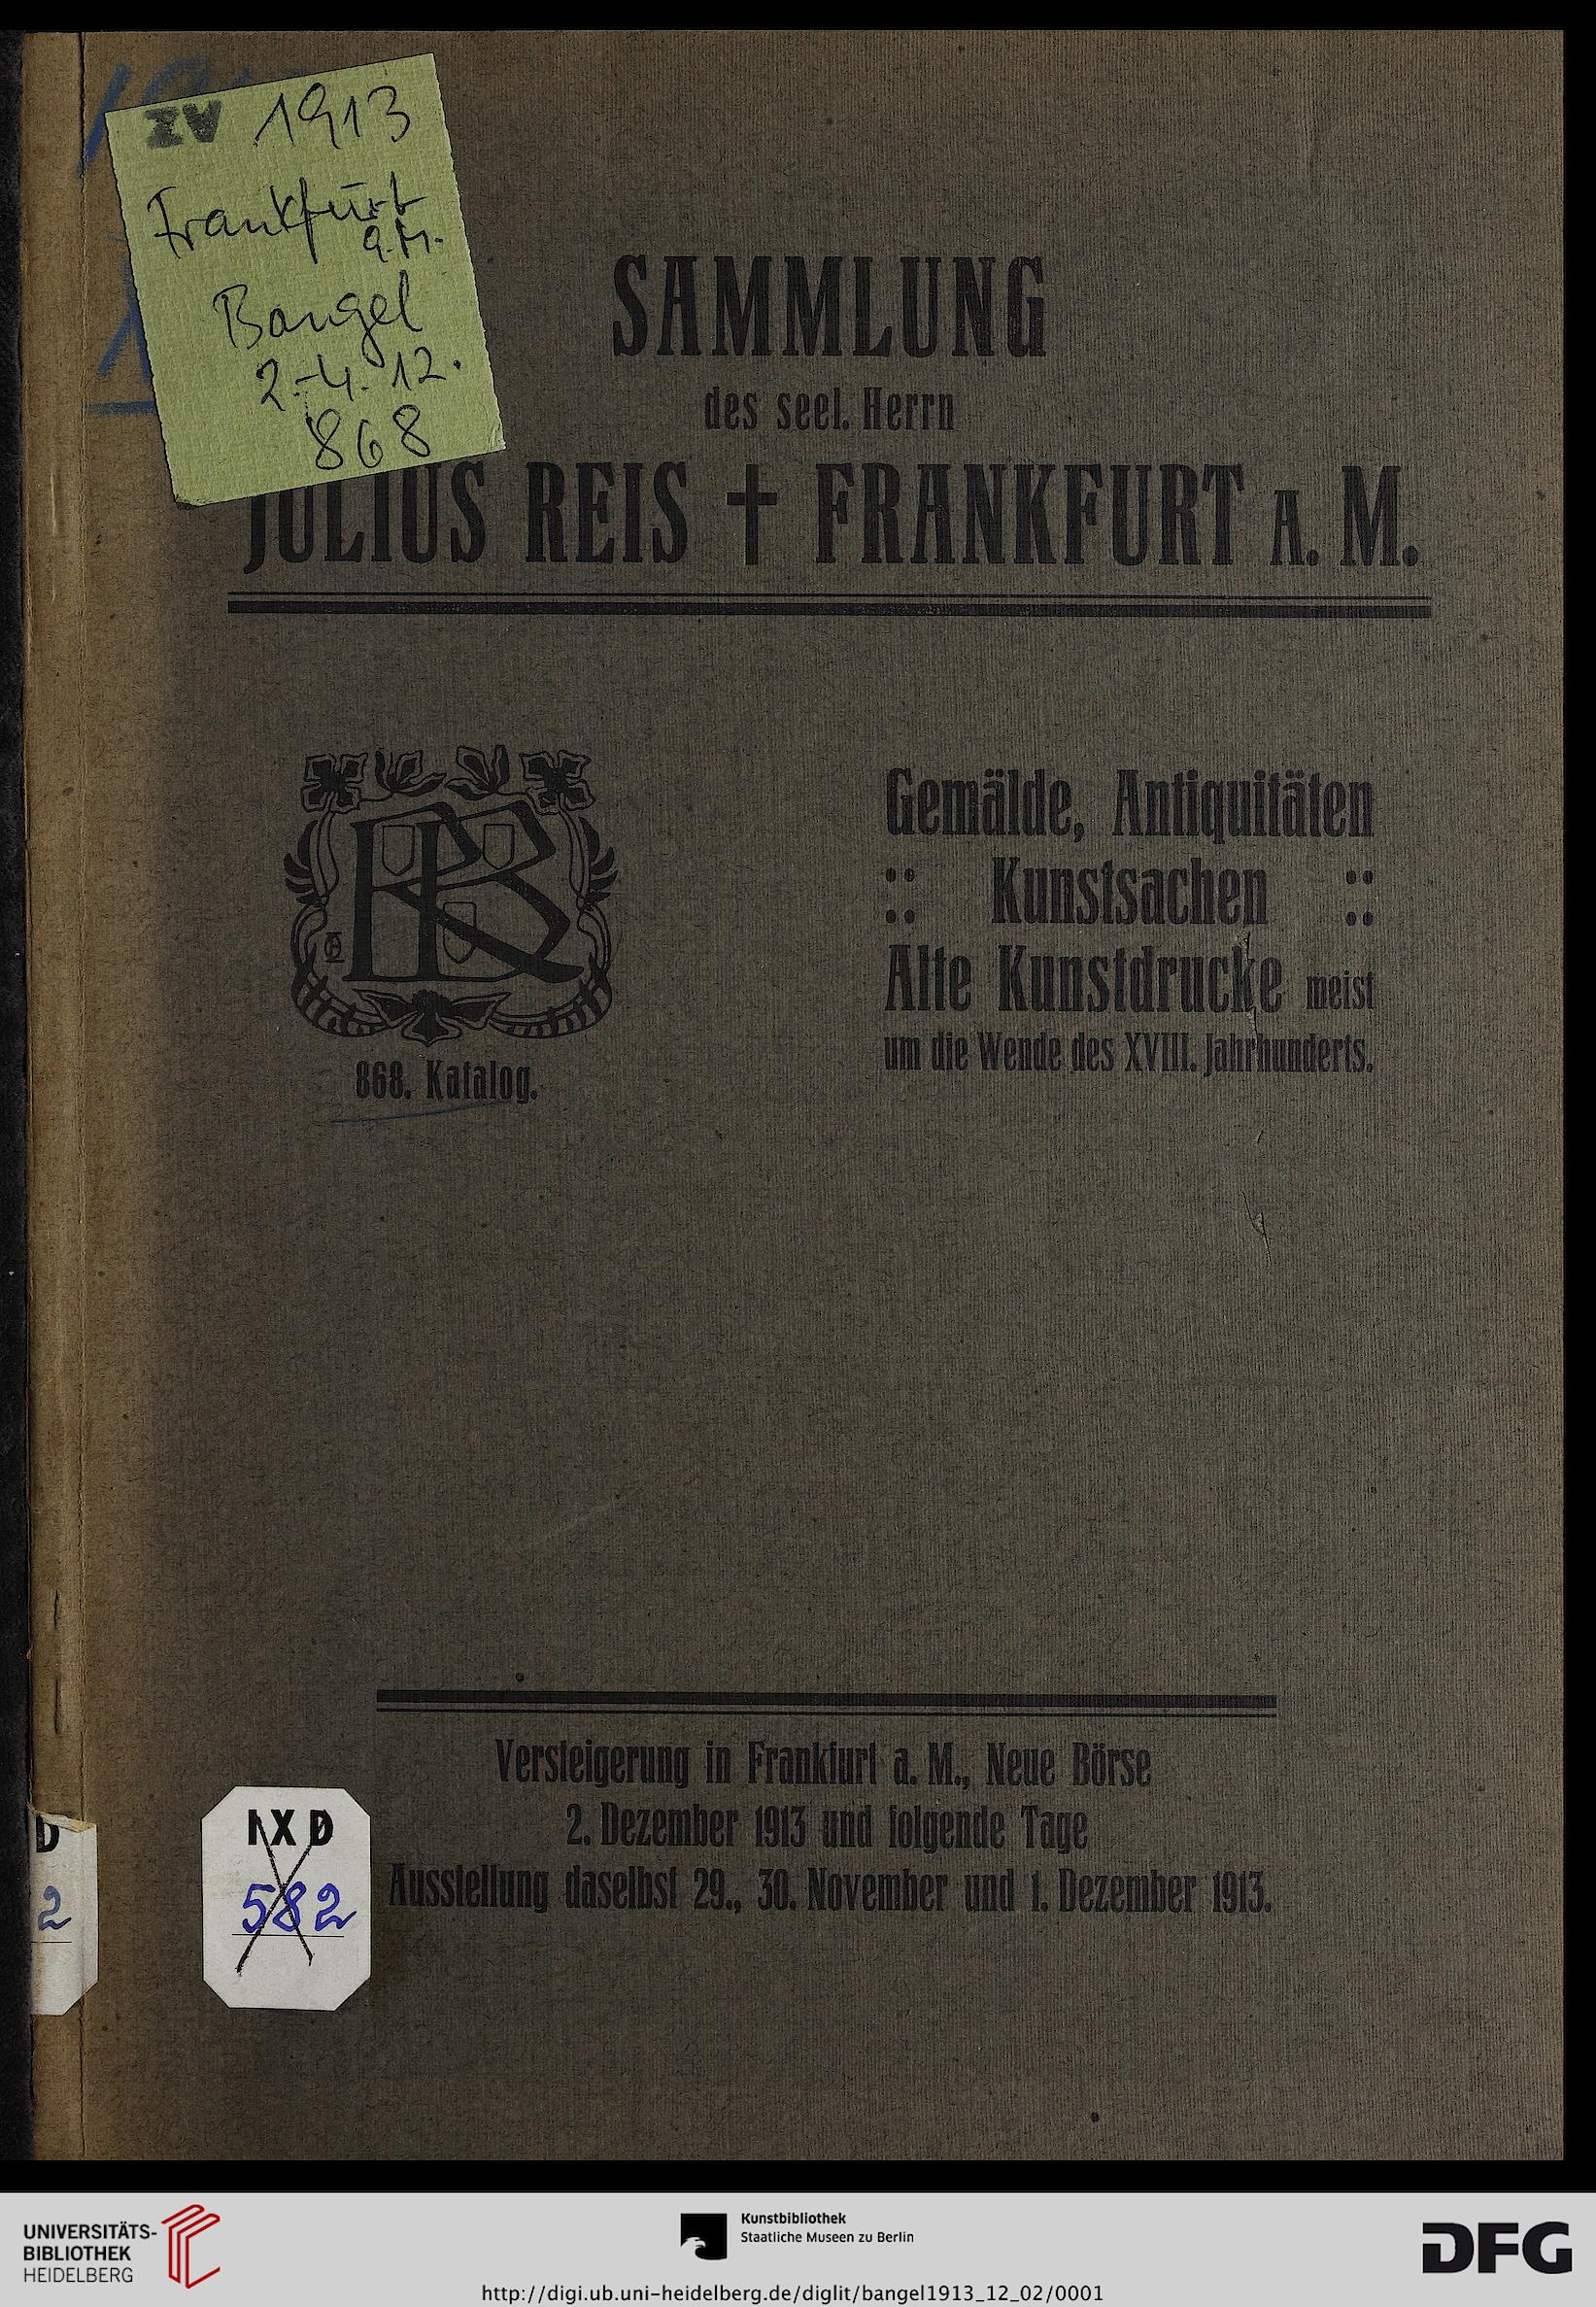 ZV 1913
Frankfurt
a.M.
Bangel
2.-4.12.
868
SAMMLUNG
des seel. Herrn
JULIUS REIS † FRANKFURT A. M.
Gemälde, Antiquitäten
:: Kunstsachen ::
Alte Kunstdrucke meist
um die Wende des XVIII. Jahrhunderts.
868. Katalog.
Versteigerung in Frankfurt a. M., Neue Börse
2. Dezember 1913 und folgende Tage
Ausstellung daselbst 29., 30. November und 1. Dezember 1913.
D
2
IXD
582
UNIVERSITÄTS-
BIBLIOTHEK
HEIDELBERG
Kunstbibliothek
Staatliche Museen zu Berlin
DFG
http://digi.ub.uni-heidelberg.de/diglit/bangel1913_12_02/0001